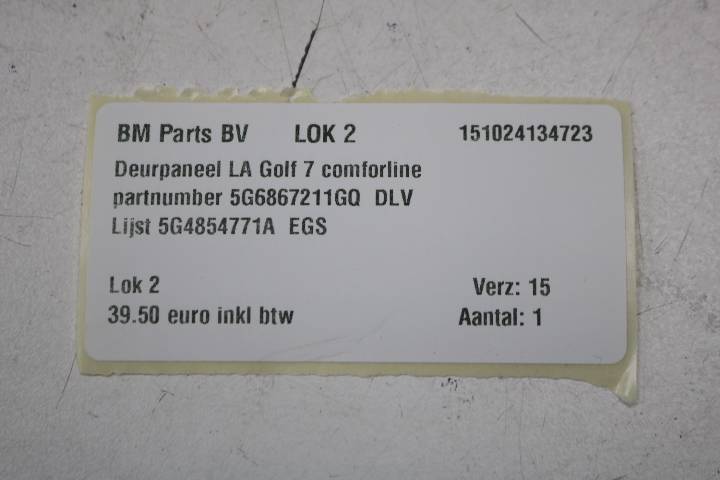 BM Parts BV LOK 2 151024134723
Deurpaneel LA Golf 7 comforline
partnumber 5G6867211GQ DLV
Lijst 5G4854771A EGS
Lok 2 Verz: 15
39.50 euro inkl btw Aantal: 1